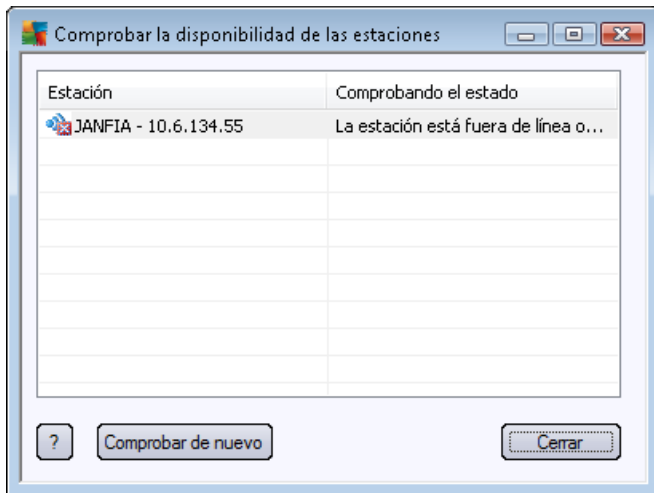 Comprobar la disponibilidad de las estaciones
Estación Comprobando el estado
JANFIA - 10.6.134.55 La estación está fuera de línea o...
? Comprobar de nuevo Cerrar